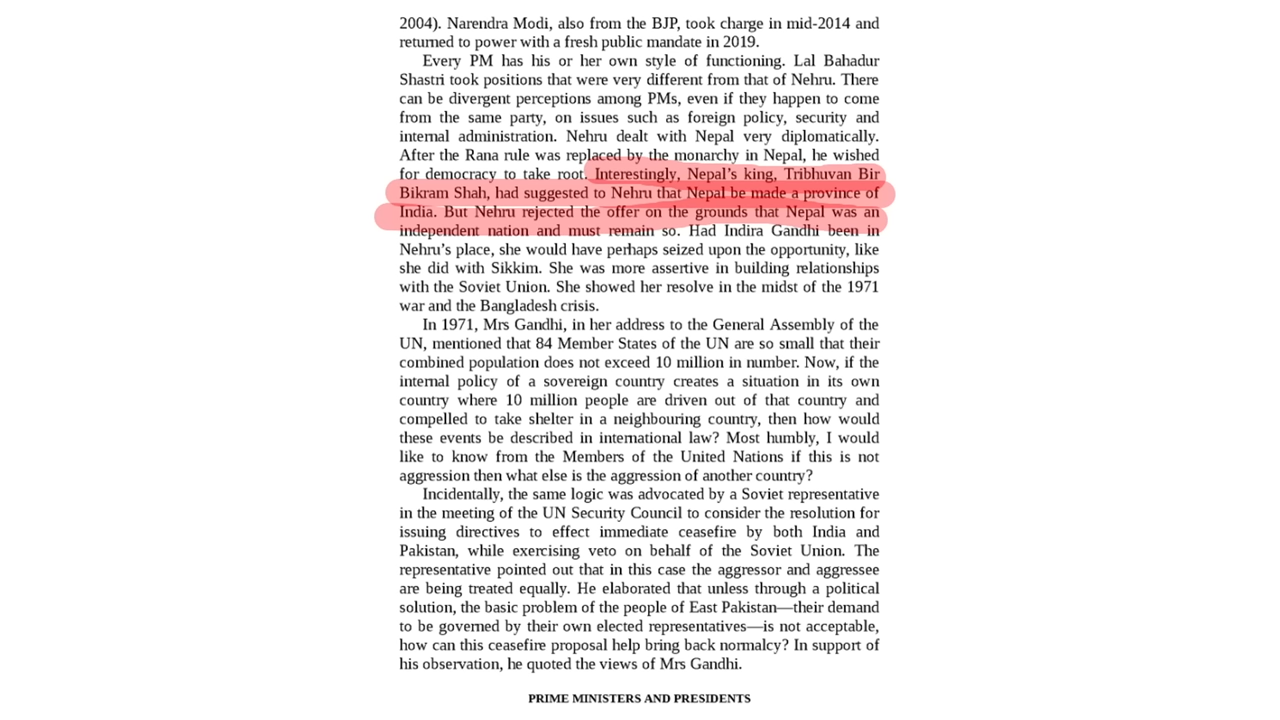 2004). Narendra Modi, also from the BJP, took charge in mid-2014 and
returned to power with a fresh public mandate in 2019.
Every PM has his or her own style of functioning. Lal Bahadur
Shastri took positions that were very different from that of Nehru. There
can be divergent perceptions among PMs, even if they happen to come
from the same party, on issues such as foreign policy, security and
internal administration. Nehru dealt with Nepal very diplomatically.
After the Rana rule was replaced by the monarchy in Nepal, he wished
for democracy to take root. Interestingly, Nepal’s king, Tribhuvan Bir
Bikram Shah, had suggested to Nehru that Nepal be made a province of
India. But Nehru rejected the offer on the grounds that Nepal was an
independent nation and must remain so. Had Indira Gandhi been in
Nehru’s place, she would have perhaps seized upon the opportunity, like
she did with Sikkim. She was more assertive in building relationships
with the Soviet Union. She showed her resolve in the midst of the 1971
war and the Bangladesh crisis.
In 1971, Mrs Gandhi, in her address to the General Assembly of the
UN, mentioned that 84 Member States of the UN are so small that their
combined population does not exceed 10 million in number. Now, if the
internal policy of a sovereign country creates a situation in its own
country where 10 million people are driven out of that country and
compelled to take shelter in a neighbouring country, then how would
these events be described in international law? Most humbly, I would
like to know from the Members of the United Nations if this is not
aggression then what else is the aggression of another country?
Incidentally, the same logic was advocated by a Soviet representative
in the meeting of the UN Security Council to consider the resolution for
issuing directives to effect immediate ceasefire by both India and
Pakistan, while exercising veto on behalf of the Soviet Union. The
representative pointed out that in this case the aggressor and aggressee
are being treated equally. He elaborated that unless through a political
solution, the basic problem of the people of East Pakistan—their demand
to be governed by their own elected representatives—is not acceptable,
how can this ceasefire proposal help bring back normalcy? In support of
his observation, he quoted the views of Mrs Gandhi.
PRIME MINISTERS AND PRESIDENTS